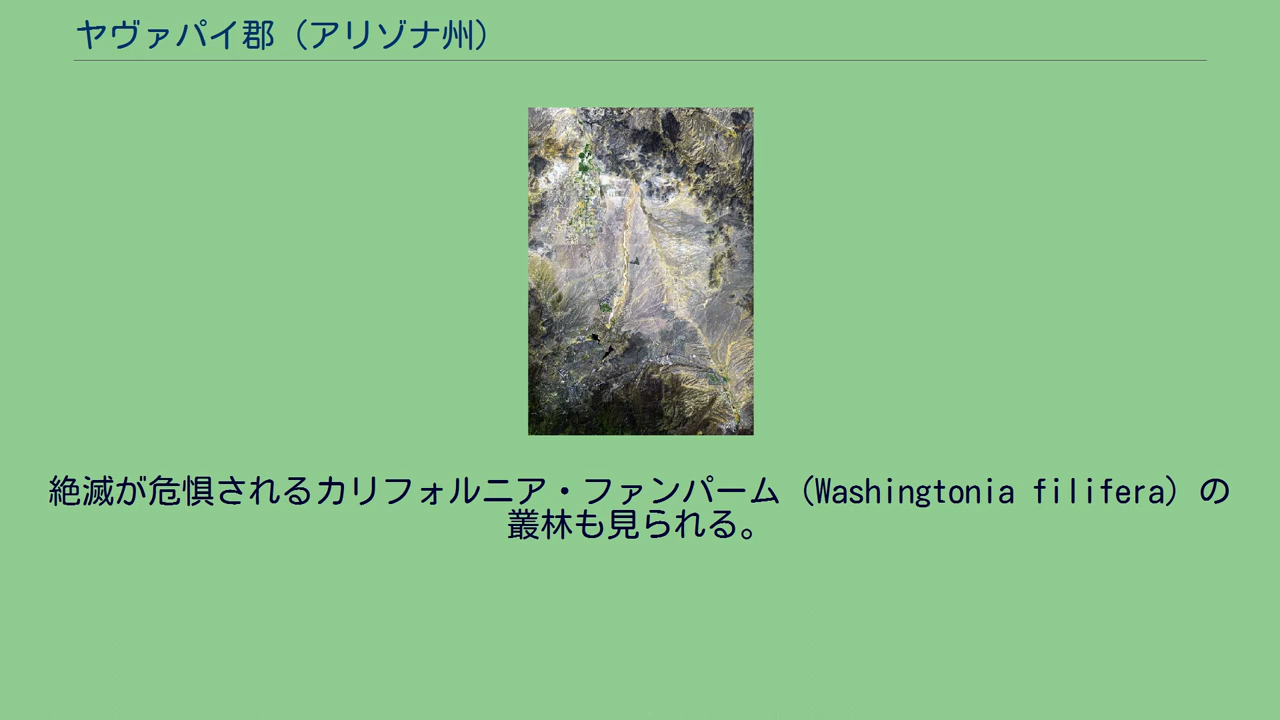 ヤヴァパイ郡（アリゾナ州）
絶滅が危惧されるカリフォルニア・ファンパーム（Washingtonia filifera）の
叢林も見られる。